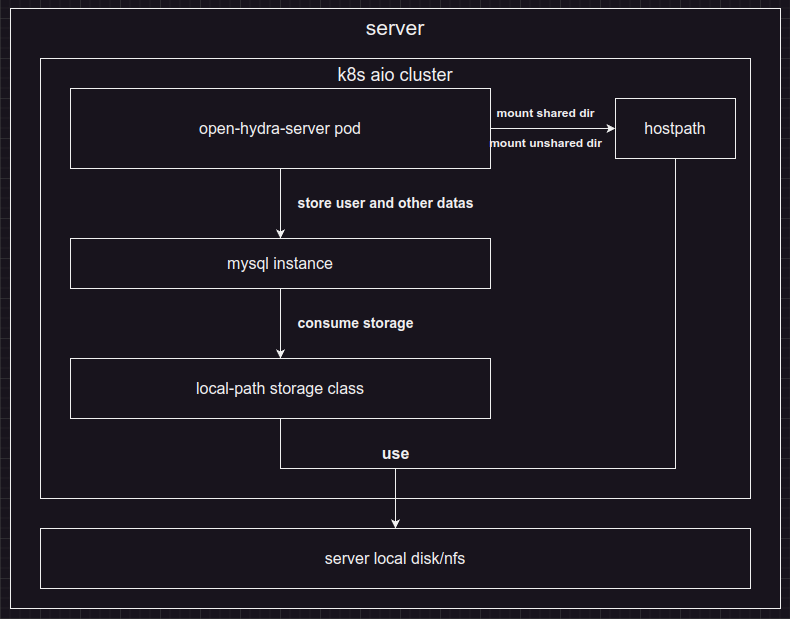 server
k8s aio cluster
open-hydra-server pod
mount shared dir
mount unshared dir
hostpath
store user and other datas
mysql instance
consume storage
local-path storage class
use
server local disk/nfs